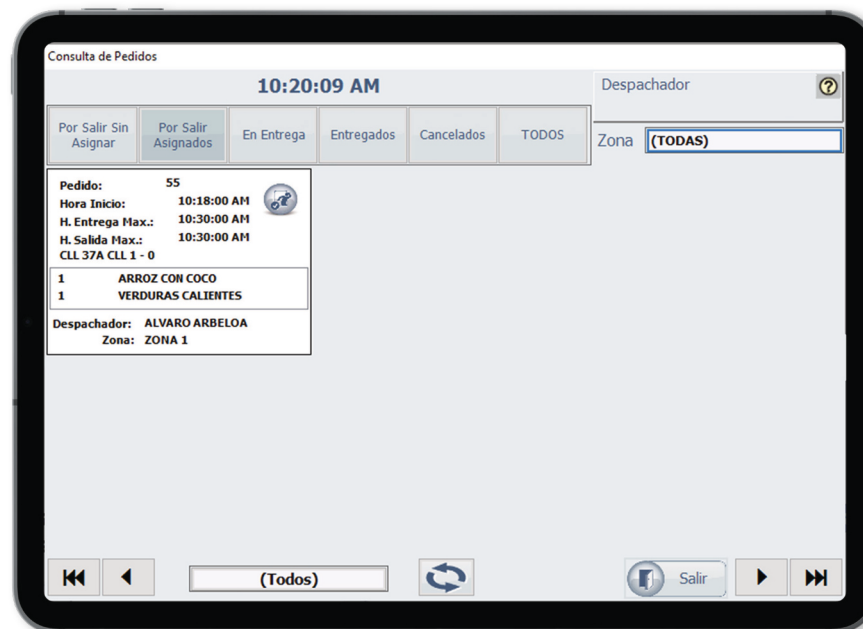 Consulta de Pedidos
10:20:09 AM
Despachador
?
Por Salir Sin
Asignar
Por Salir
Asignados
En Entrega
Entregados
Cancelados
TODOS
Zona (TODAS)
Pedido: 55
Hora Inicio: 10:18:00 AM
H. Entrega Max.: 10:30:00 AM
H. Salida Max.: 10:30:00 AM
CLL 37A CLL 1 - 0
1 ARROZ CON COCO
1 VERDURAS CALIENTES
Despachador: ALVARO ARBELOA
Zona: ZONA 1
(Todos)
Salir